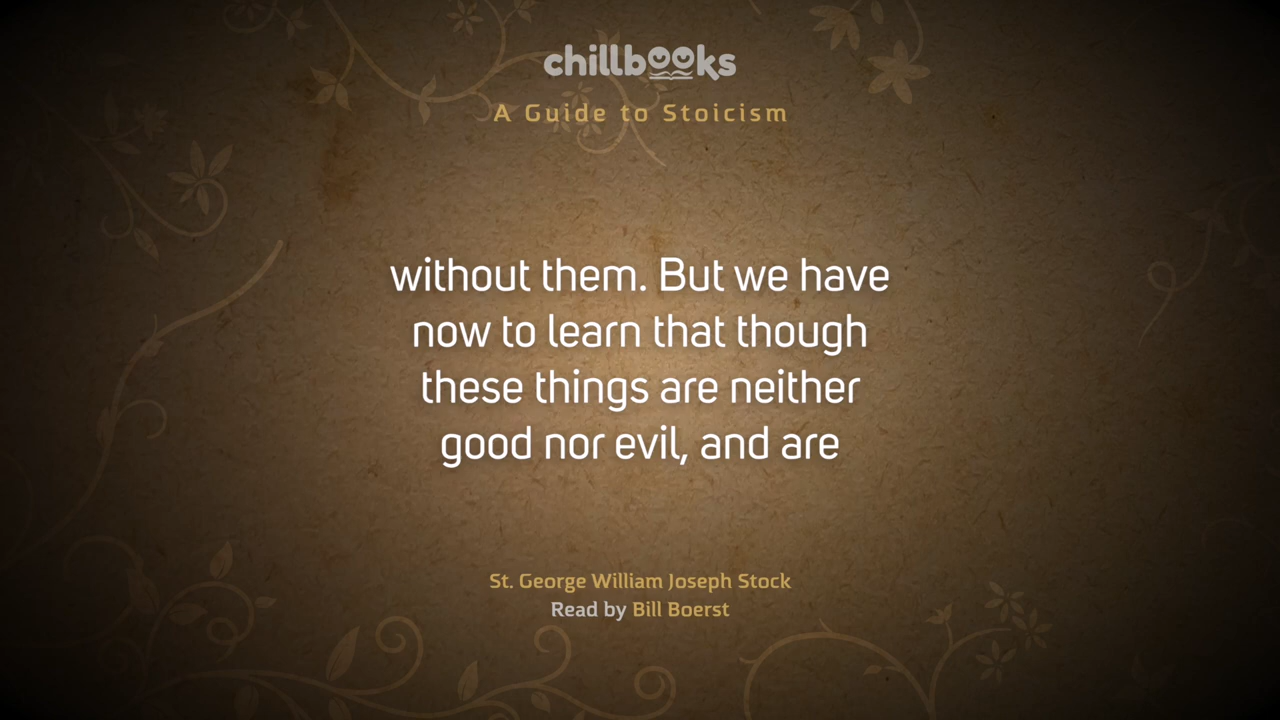 chillbooks
A Guide to Stoicism
without them. But we have
now to learn that though
these things are neither
good nor evil, and are
St. George William Joseph Stock
Read by Bill Boerst